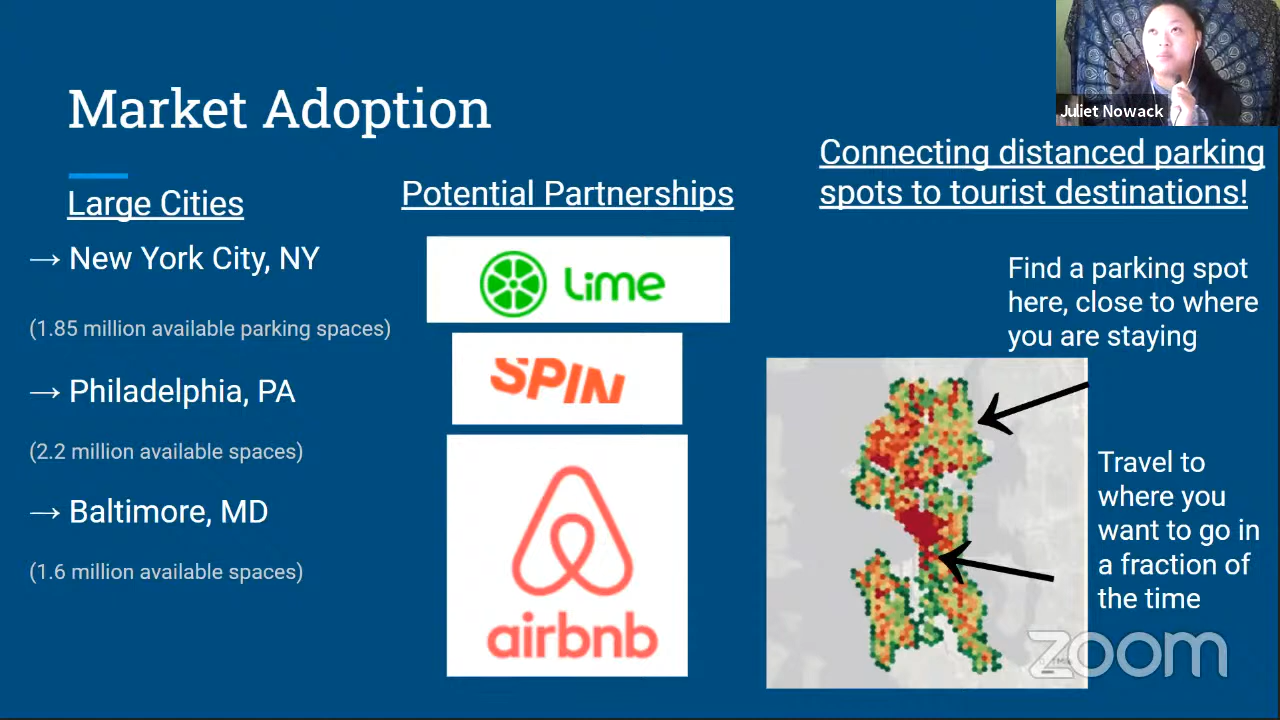 Market Adoption
Juliet Nowack
Large Cities
→ New York City, NY
(1.85 million available parking spaces)
→ Philadelphia, PA
(2.2 million available spaces)
→ Baltimore, MD
(1.6 million available spaces)
Potential Partnerships
Lime
SPIN
airbnb
Connecting distanced parking
spots to tourist destinations!
Find a parking spot
here, close to where
you are staying
Travel to
where you
want to go in
a fraction of
the time
zoom